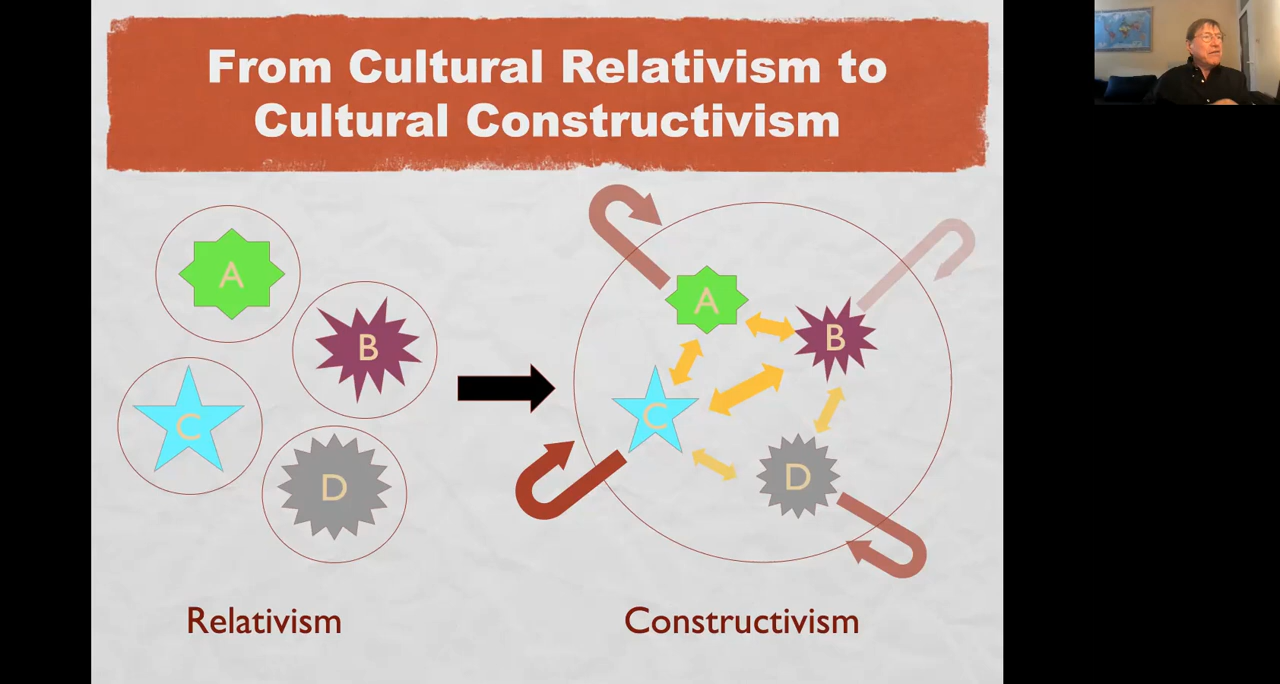 From Cultural Relativism to
Cultural Constructivism
A
B
C
D
A
B
C
D
Relativism
Constructivism